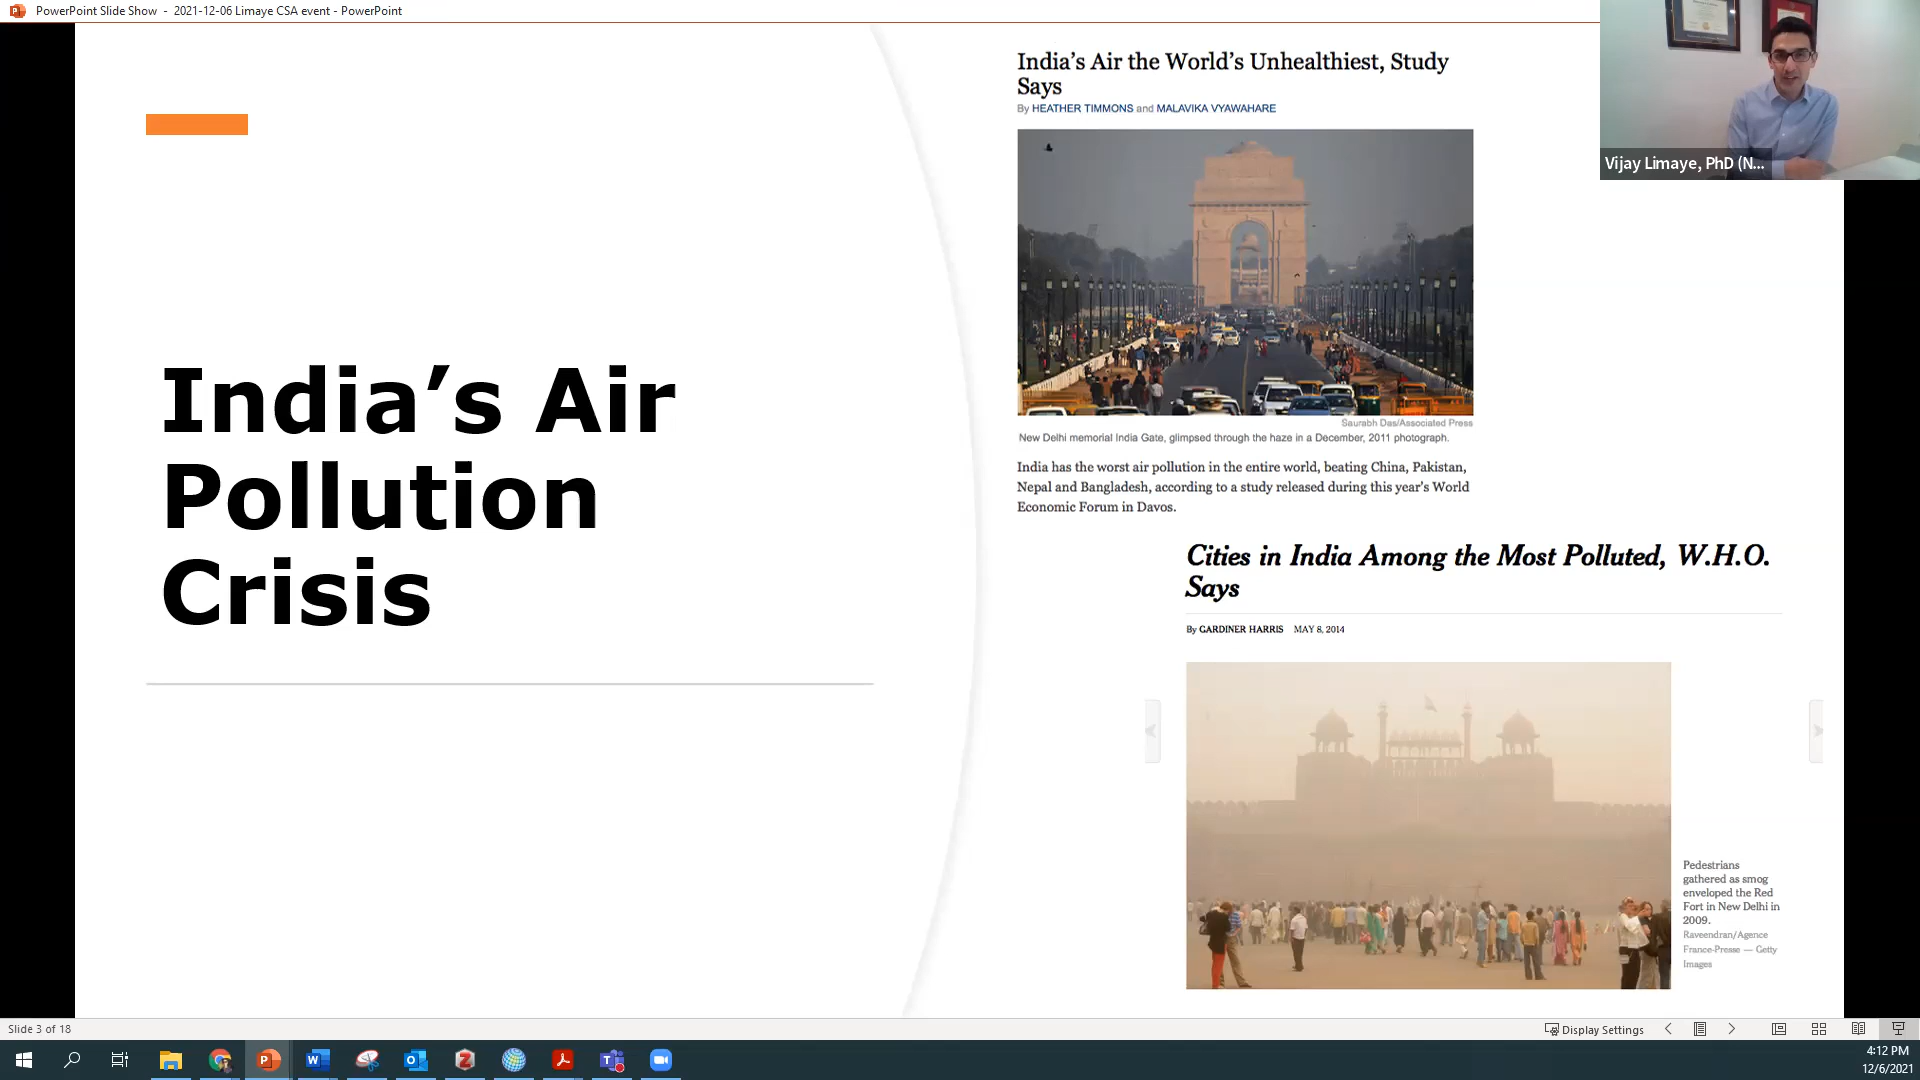 PowerPoint Slide Show - 2021-12-06 Limaye CSA event - PowerPoint
India’s Air
Pollution
Crisis
India’s Air the World’s Unhealthiest, Study
Says
By HEATHER TIMMONS and MALAVIKA VYAWAHARE
Saurabh Das/Associated Press
New Delhi memorial India Gate, glimpsed through the haze in a December, 2011 photograph.
India has the worst air pollution in the entire world, beating China, Pakistan,
Nepal and Bangladesh, according to a study released during this year's World
Economic Forum in Davos.
Cities in India Among the Most Polluted, W.H.O.
Says
By GARDINER HARRIS MAY 8, 2014
Pedestrians
gathered as smog
enveloped the Red
Fort in New Delhi in
2009.
Raveendran/Agence
France-Presse — Getty
Images
Vijay Limaye, PhD (N...
Slide 3 of 18
Display Settings
4:12 PM
12/6/2021